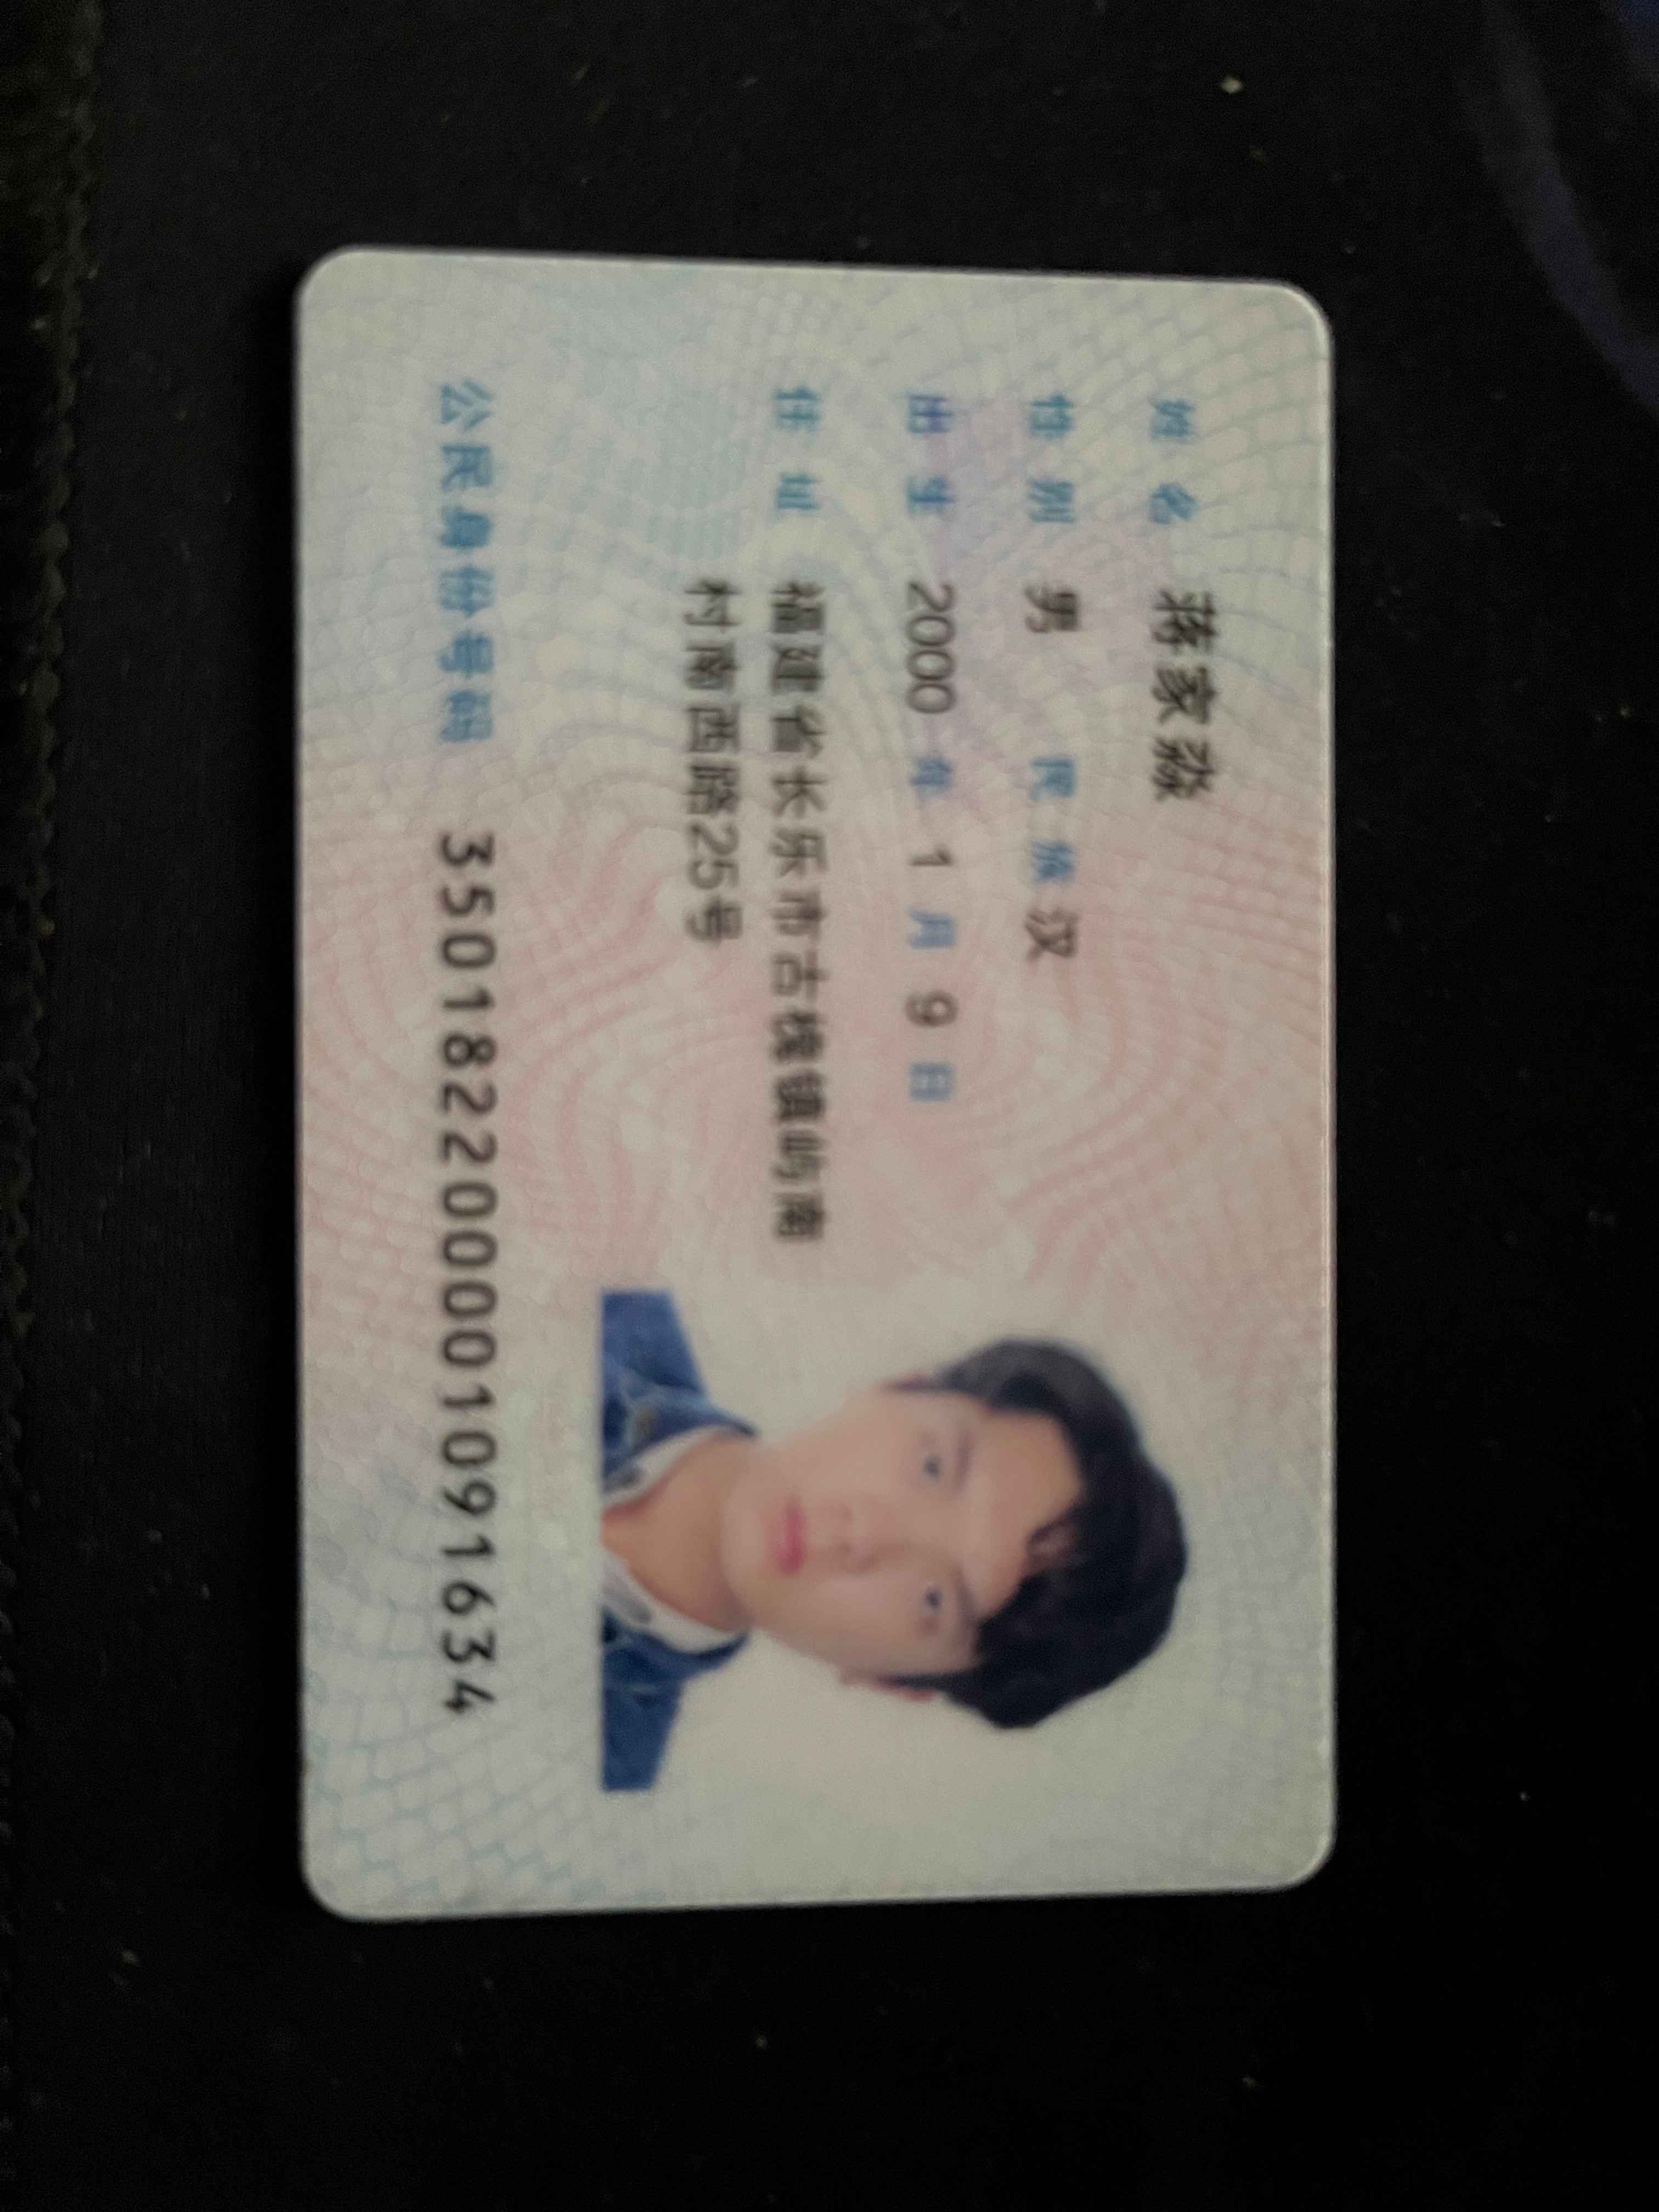 姓名 蒋家淼
性别 男 民族 汉
出生 2000 年 1 月 9 日
住址 福建省长乐市古槐镇屿南
村南西路25号
公民身份号码 350182200001091634